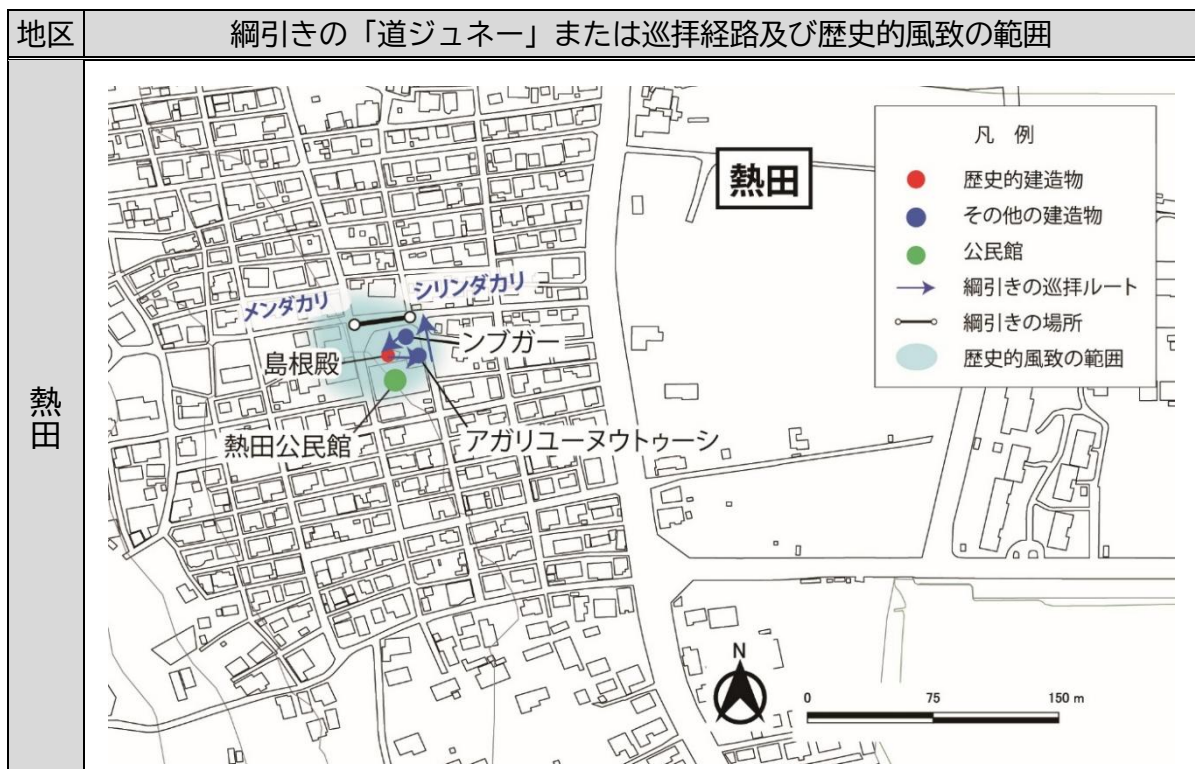 地区
綱引きの「道ジュネー」または巡拝経路及び歴史的風致の範囲
熱田
熱田
凡 例
歴史的建造物
その他の建造物
公民館
綱引きの巡拝ルート
綱引きの場所
歴史的風致の範囲
メンダカリ
シリンダカリ
ンブガー
島根殿
アガリユーヌウトゥーシ
熱田公民館
N
0 75 150 m